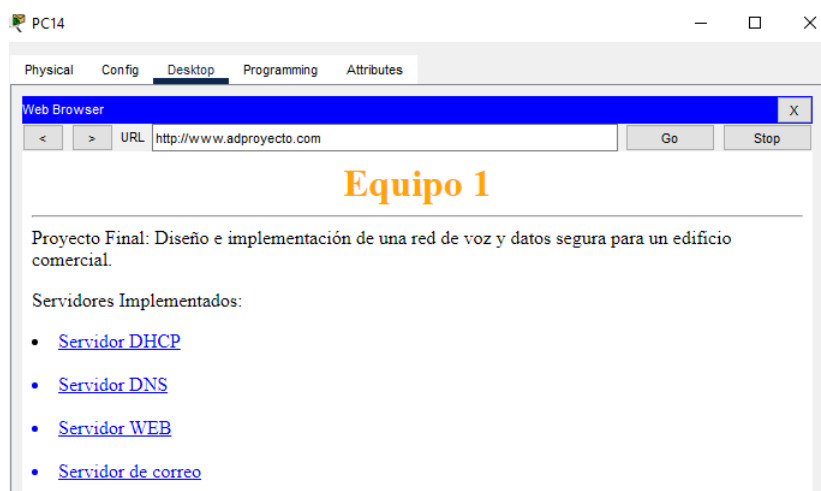 PC14
Physical Config Desktop Programming Attributes
Web Browser X
< > URL http://www.adproyecto.com Go Stop
Equipo 1
Proyecto Final: Diseño e implementación de una red de voz y datos segura para un edificio
comercial.
Servidores Implementados:
• Servidor DHCP
• Servidor DNS
• Servidor WEB
• Servidor de correo